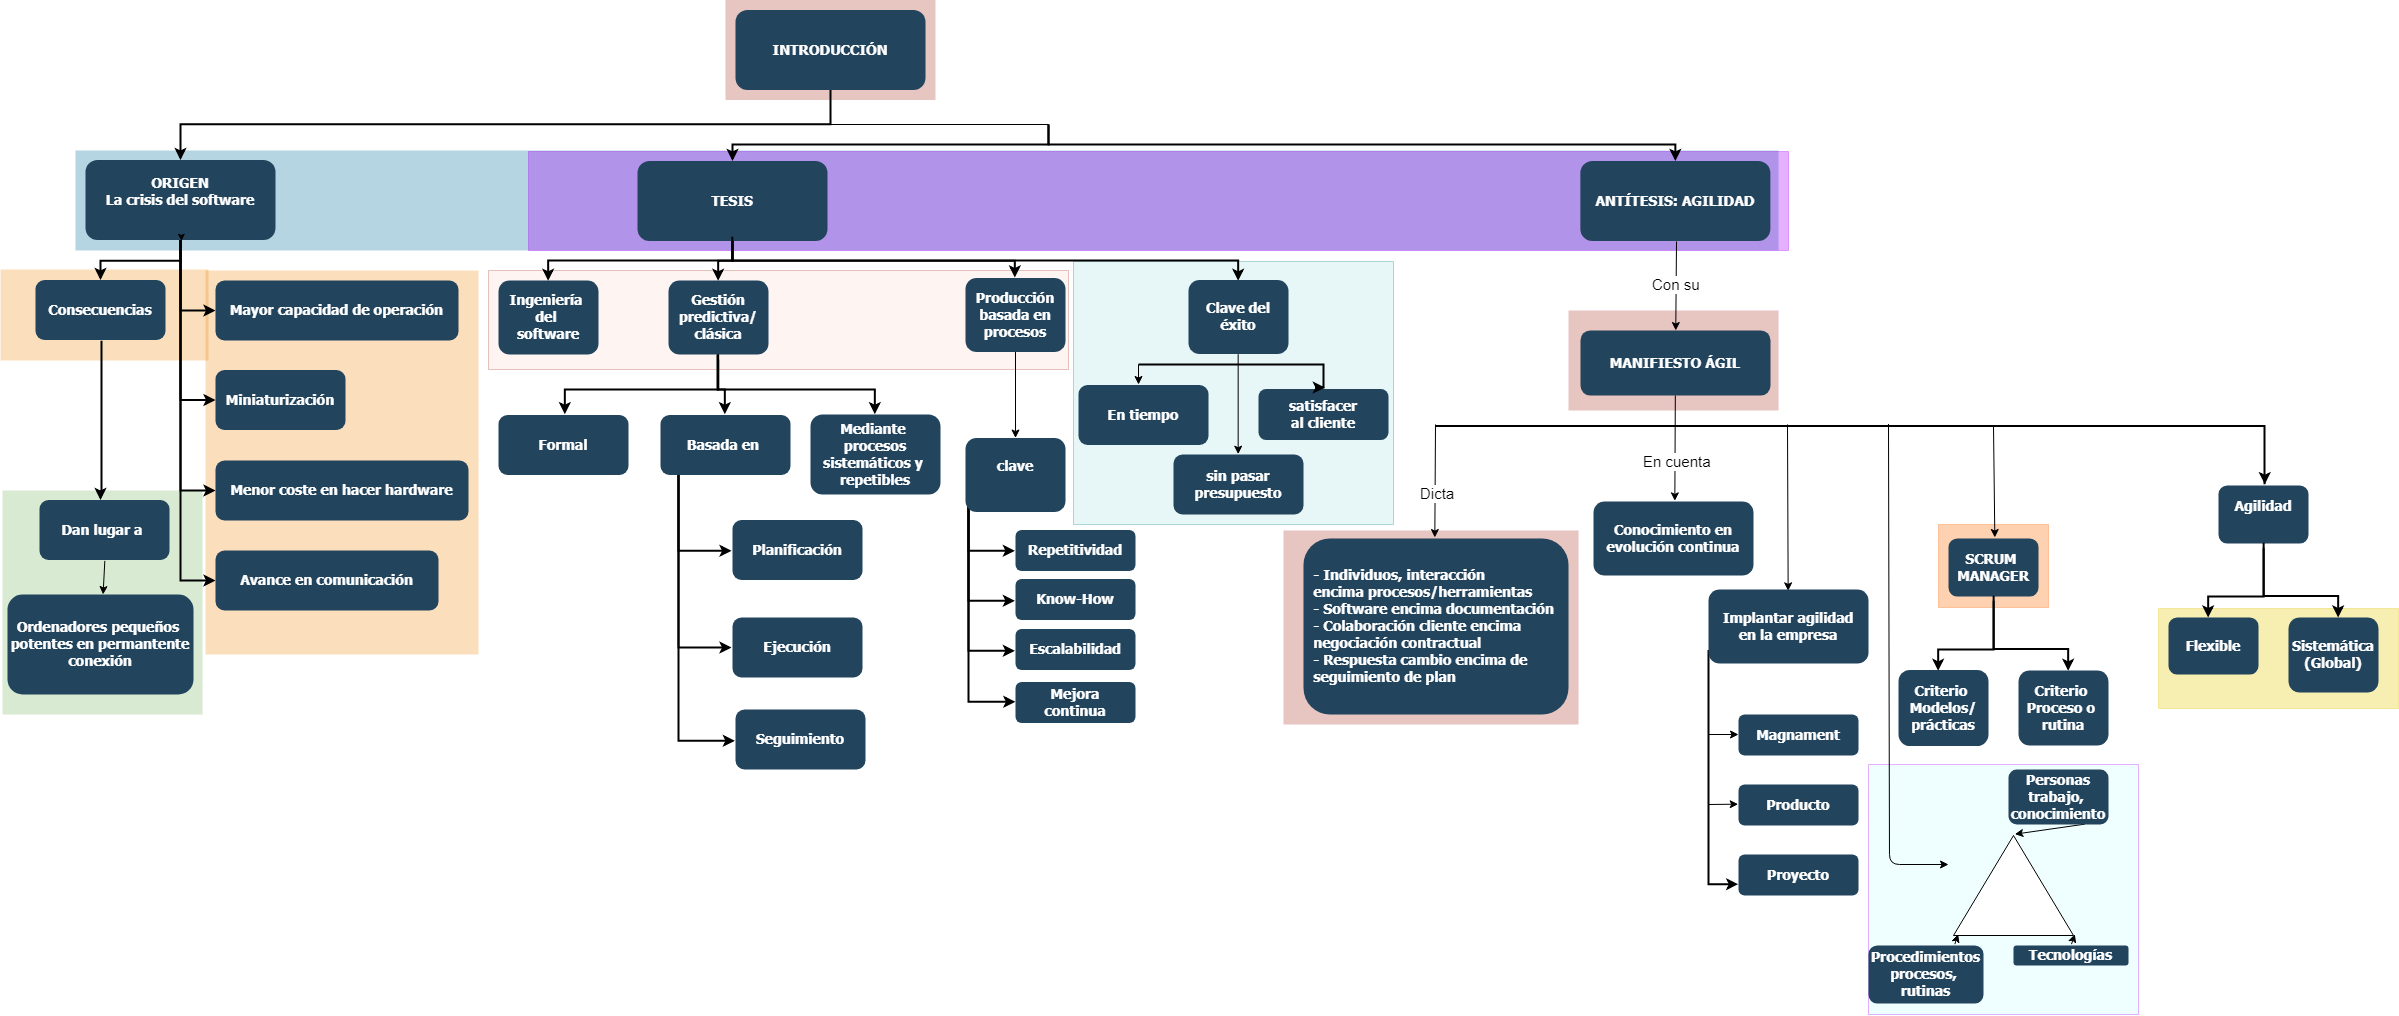 INTRODUCCIÓN
ORIGEN
La crisis del software
TESIS
ANTÍTESIS: AGILIDAD
Consecuencias
Mayor capacidad de operación
Miniaturización
Menor coste en hacer hardware
Avance en comunicación
Dan lugar a
Ordenadores pequeños
potentes en permantente
conexión
Ingeniería
del
software
Gestión
predictiva/
clásica
Producción
basada en
procesos
Clave del
éxito
Formal
Basada en
Mediante
procesos
sistemáticos y
repetibles
Planificación
Ejecución
Seguimiento
clave
Repetitividad
Know-How
Escalabilidad
Mejora
continua
En tiempo
satisfacer
al cliente
sin pasar
presupuesto
Con su
MANIFIESTO ÁGIL
Dicta
- Individuos, interacción
encima procesos/herramientas
- Software encima documentación
- Colaboración cliente encima
negociación contractual
- Respuesta cambio encima de
seguimiento de plan
En cuenta
Conocimiento en
evolución continua
Implantar agilidad
en la empresa
Magnament
Producto
Proyecto
SCRUM
MANAGER
Criterio
Modelos/
prácticas
Criterio
Proceso o
rutina
Personas
trabajo,
conocimiento
Procedimientos
procesos,
rutinas
Tecnologías
Agilidad
Flexible
Sistemática
(Global)